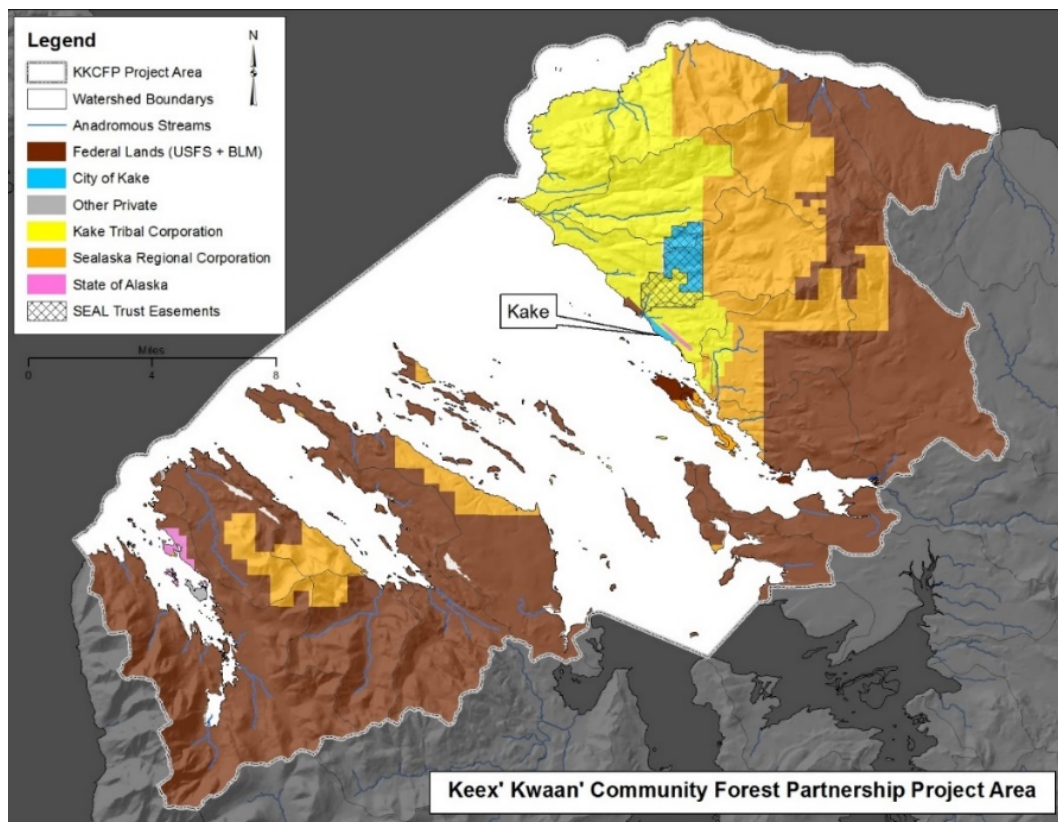 Legend
N
KKCFP Project Area
Watershed Boundarys
Anadromous Streams
Federal Lands (USFS + BLM)
City of Kake
Other Private
Kake Tribal Corporation
Sealaska Regional Corporation
State of Alaska
SEAL Trust Easements
Miles
0 4 8
Kake
Keex' Kwaan' Community Forest Partnership Project Area